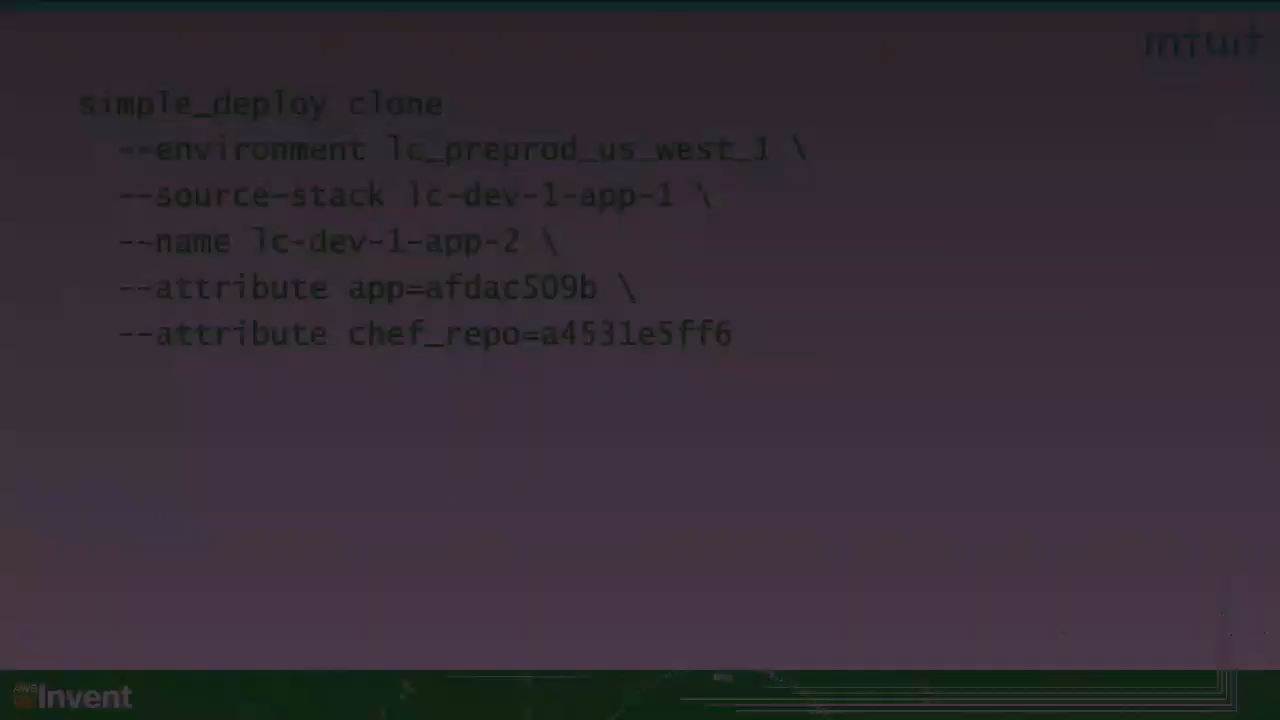 intuit
simple_deploy clone
--environment lc_preprod_us_west_1 \
--source-stack lc-dev-1-app-1 \
--name lc-dev-1-app-2 \
--attribute app=afdac509b \
--attribute chef_repo=a4531e5ff6
AWS
Invent